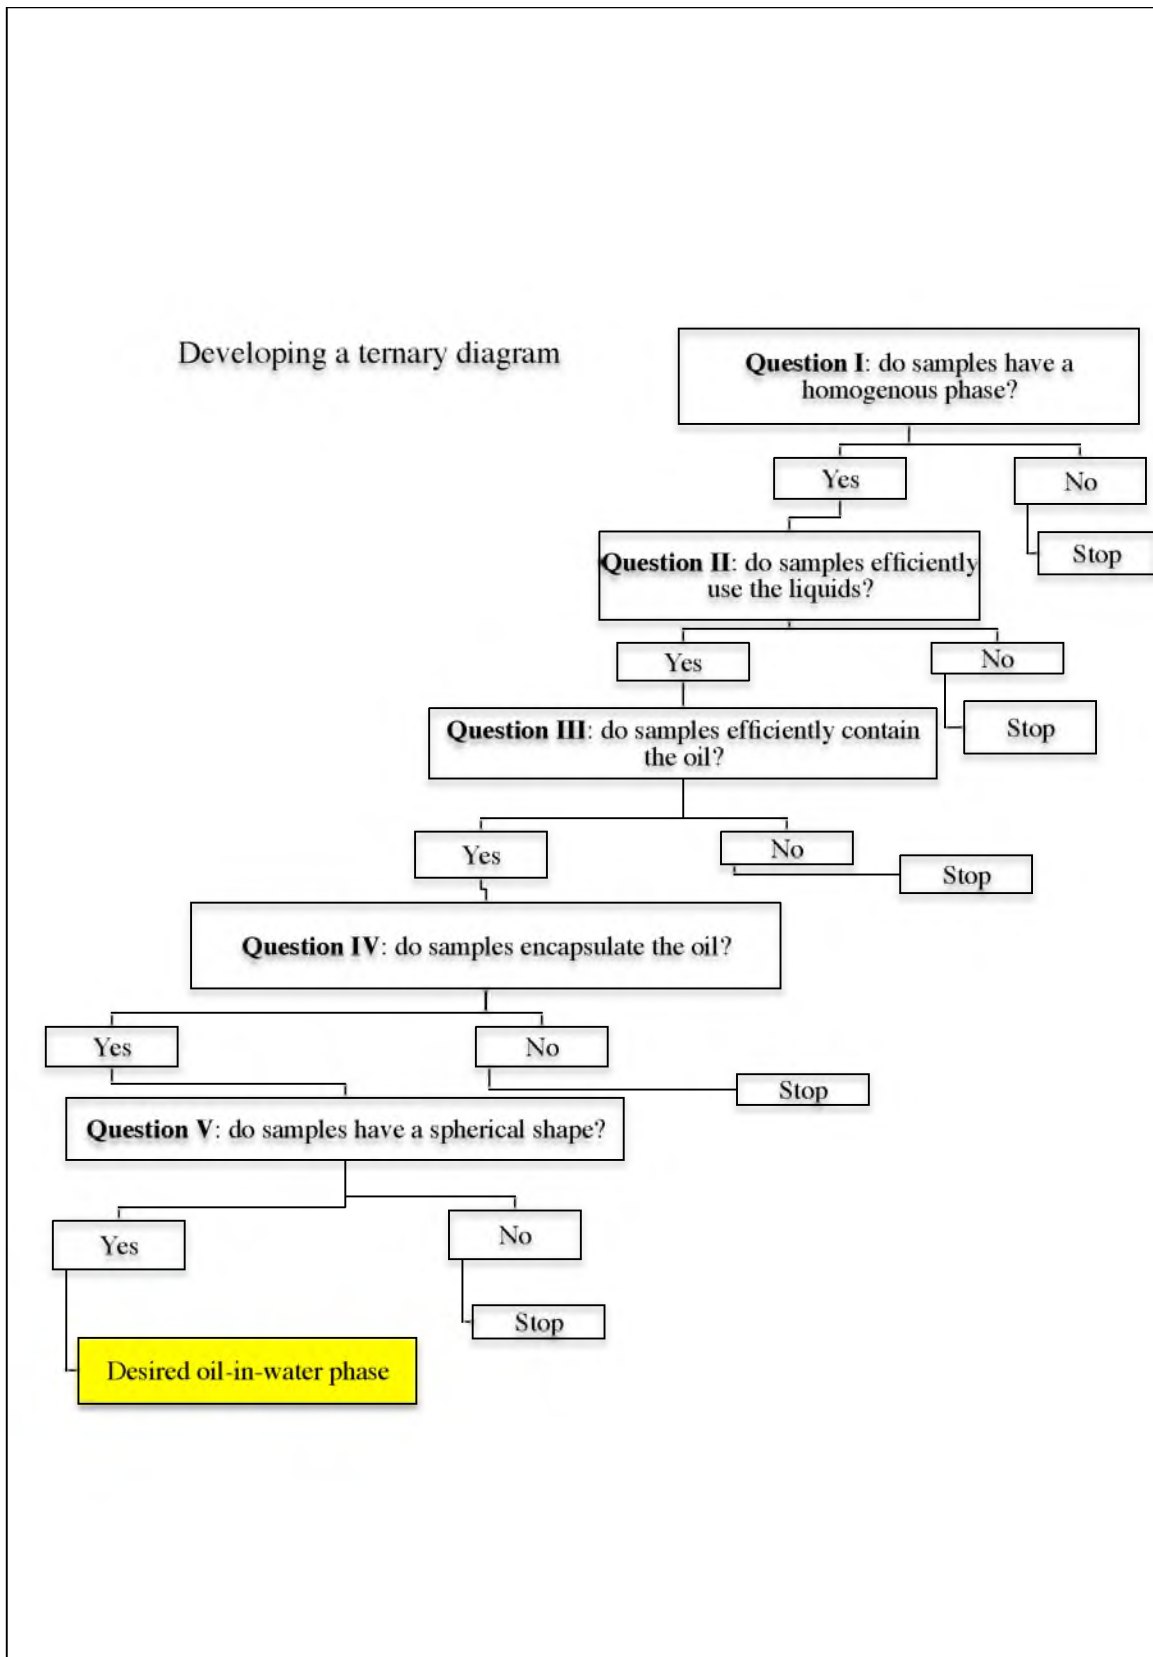 Developing a ternary diagram
Question I: do samples have a
homogenous phase?
Yes
No
Stop
Question II: do samples efficiently
use the liquids?
Yes
No
Stop
Question III: do samples efficiently contain
the oil?
Yes
No
Stop
Question IV: do samples encapsulate the oil?
Yes
No
Stop
Question V: do samples have a spherical shape?
Yes
No
Stop
Desired oil-in-water phase